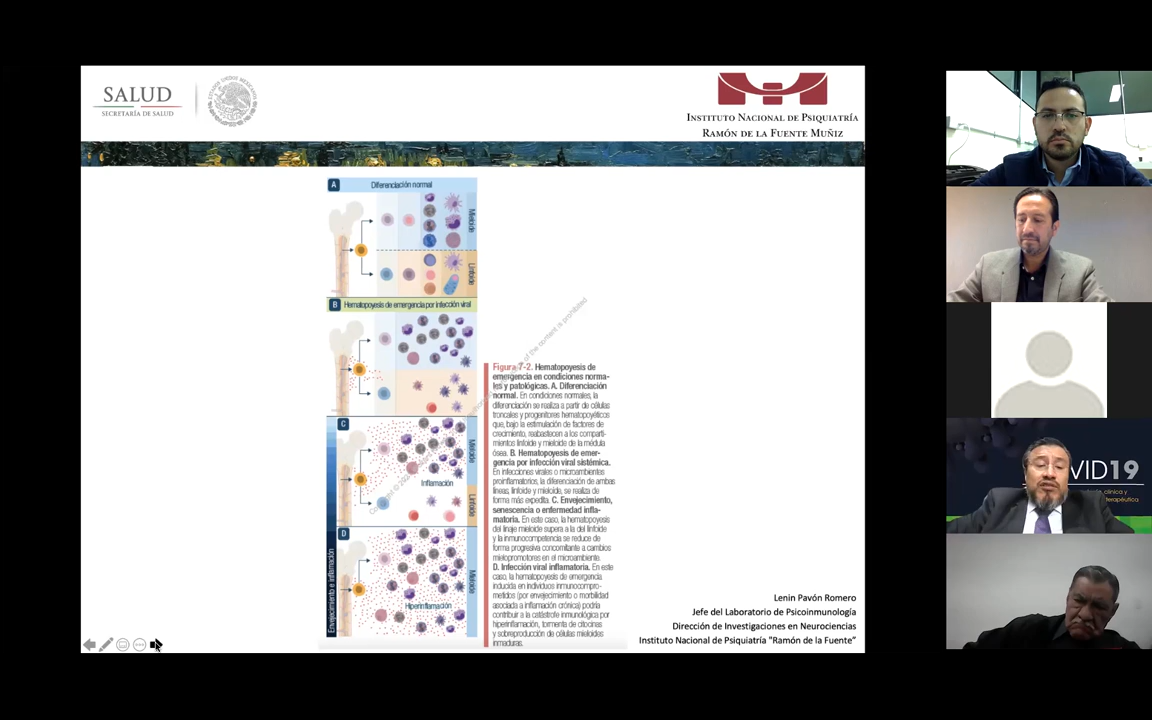 SALUD
SECRETARÍA DE SALUD
INSTITUTO NACIONAL DE PSIQUIATRÍA
RAMÓN DE LA FUENTE MUÑIZ
A
Diferenciación normal
Mieloide
Linfoide
B
Hematopoyesis de emergencia por infección viral
C
Mieloide
Inflamación
Linfoide
D
Mieloide
Hiperinflamación
Envejecimiento e inflamación
of the content is prohibited
Figura 7-2. Hematopoyesis de
emergencia en condiciones norma-
les y patológicas. A. Diferenciación
normal. En condiciones normales, la
diferenciación se realiza a partir de células
troncales y progenitores hematopoyéticos
que, bajo la estimulación de factores de
crecimiento, reabastecen a los comparti-
mientos linfoide y mieloide de la médula
ósea. B. Hematopoyesis de emer-
gencia por infección viral sistémica.
En infecciones virales o microambientes
proinflamatorios, la diferenciación de ambas
líneas, linfoide y mieloide, se realiza de
forma más expedita. C. Envejecimiento,
senescencia o enfermedad infla-
matoria. En este caso, la hematopoyesis
del linaje mieloide supera a la del linfoide
y la inmunocompetencia se reduce de
forma progresiva concomitante a cambios
mielopromotores en el microambiente.
D. Infección viral inflamatoria. En este
caso, la hematopoyesis de emergencia
inducida en individuos inmunocompro-
metidos (por envejecimiento o morbilidad
asociada a inflamación crónica) podría
contribuir a la catástrofe inmunológica por
hiperinflamación, tormenta de citocinas
y sobreproducción de células mieloides
inmaduras.
Lenin Pavón Romero
Jefe del Laboratorio de Psicoinmunología
Dirección de Investigaciones en Neurociencias
Instituto Nacional de Psiquiatría "Ramón de la Fuente"
VID19
clínica y
terapéutica